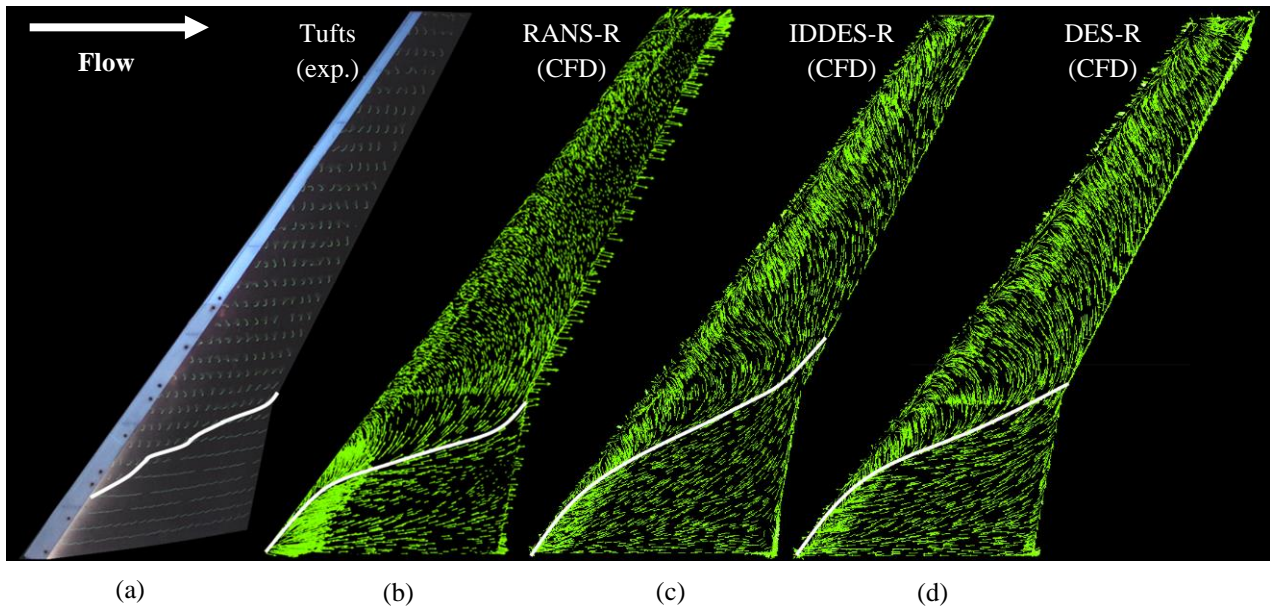 Flow
Tufts
(exp.)
RANS-R
(CFD)
IDDES-R
(CFD)
DES-R
(CFD)
(a)
(b)
(c)
(d)